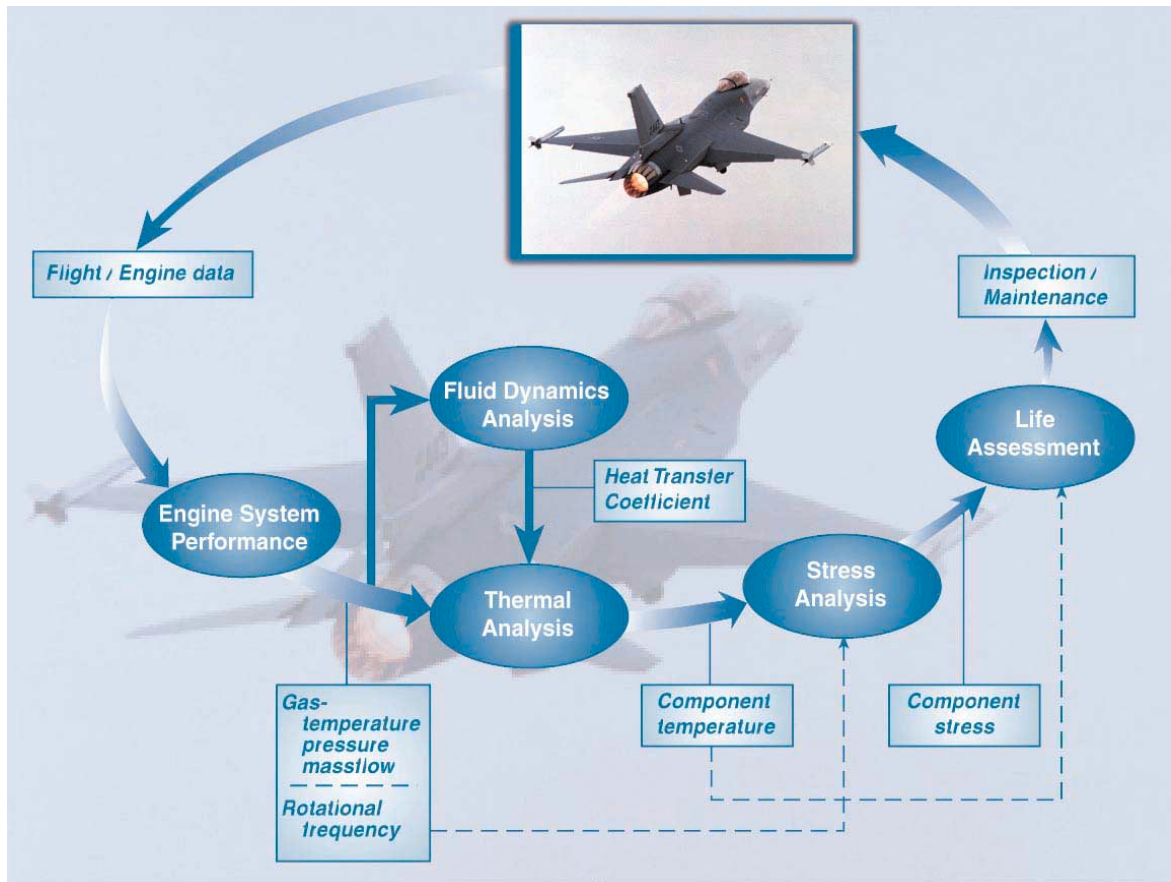 Flight / Engine data
Inspection /
Maintenance
Fluid Dynamics
Analysis
Life
Assessment
Heat Transfer
Coefficient
Engine System
Performance
Stress
Analysis
Thermal
Analysis
Gas-
temperature
pressure
massflow
Rotational
frequency
Component
temperature
Component
stress